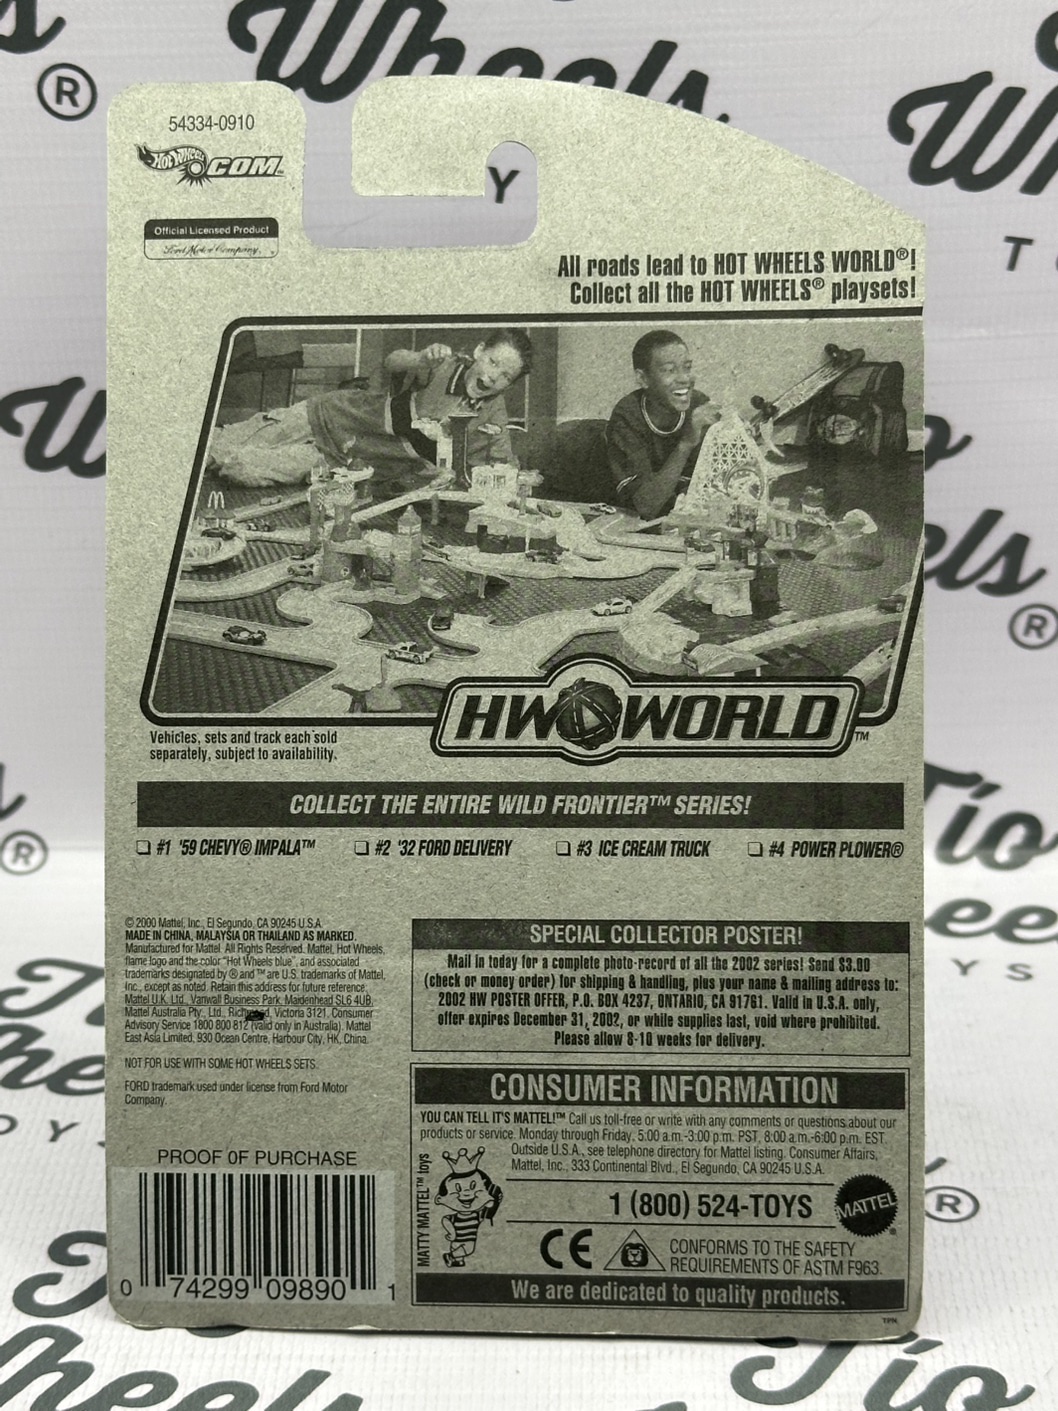 54334-0910
Hot Wheels
.COM
Official Licensed Product
Ford Motor Company.
Y
All roads lead to HOT WHEELS WORLD®!
Collect all the HOT WHEELS® playsets!
HW WORLD™
Vehicles, sets and track each sold
separately, subject to availability.
COLLECT THE ENTIRE WILD FRONTIER™ SERIES!
❏ #1 '59 CHEVY® IMPALA™ ❏ #2 '32 FORD DELIVERY ❏ #3 ICE CREAM TRUCK ❏ #4 POWER PLOWER®
© 2000 Mattel, Inc., El Segundo, CA 90245 U.S.A.
MADE IN CHINA, MALAYSIA OR THAILAND AS MARKED.
Manufactured for Mattel. All Rights Reserved. Mattel, Hot Wheels,
flame logo and the color "Hot Wheels blue", and associated
trademarks designated by ® and ™ are U.S. trademarks of Mattel,
Inc., except as noted. Retain this address for future reference:
Mattel U.K. Ltd., Vanwall Business Park, Maidenhead SL6 4UB.
Mattel Australia Pty., Ltd., Victoria 3121. Consumer
Advisory Service 1800 800 812 (valid only in Australia). Mattel
East Asia Limited, 930 Ocean Centre, Harbour City, HK, China.
NOT FOR USE WITH SOME HOT WHEELS SETS.
FORD trademark used under license from Ford Motor
Company.
PROOF OF PURCHASE
0 74299 09890 1
SPECIAL COLLECTOR POSTER!
Mail in today for a complete photo-record of all the 2002 series! Send $3.00
(check or money order) for shipping & handling, plus your name & mailing address to:
2002 HW POSTER OFFER, P.O. BOX 4237, ONTARIO, CA 91761. Valid in U.S.A. only,
offer expires December 31, 2002, or while supplies last, void where prohibited.
Please allow 8-10 weeks for delivery.
CONSUMER INFORMATION
YOU CAN TELL IT'S MATTEL!™ Call us toll-free or write with any comments or questions about our
products or service. Monday through Friday, 5:00 a.m.-3:00 p.m. PST, 8:00 a.m.-6:00 p.m. EST.
Outside U.S.A., see telephone directory for Mattel listing. Consumer Affairs,
Mattel, Inc., 333 Continental Blvd., El Segundo, CA 90245 U.S.A.
MATTY MATTEL™ toys
1 (800) 524-TOYS
MATTEL®
CE
CONFORMS TO THE SAFETY
REQUIREMENTS OF ASTM F963.
We are dedicated to quality products.
TPN
Wheels
®
Tío